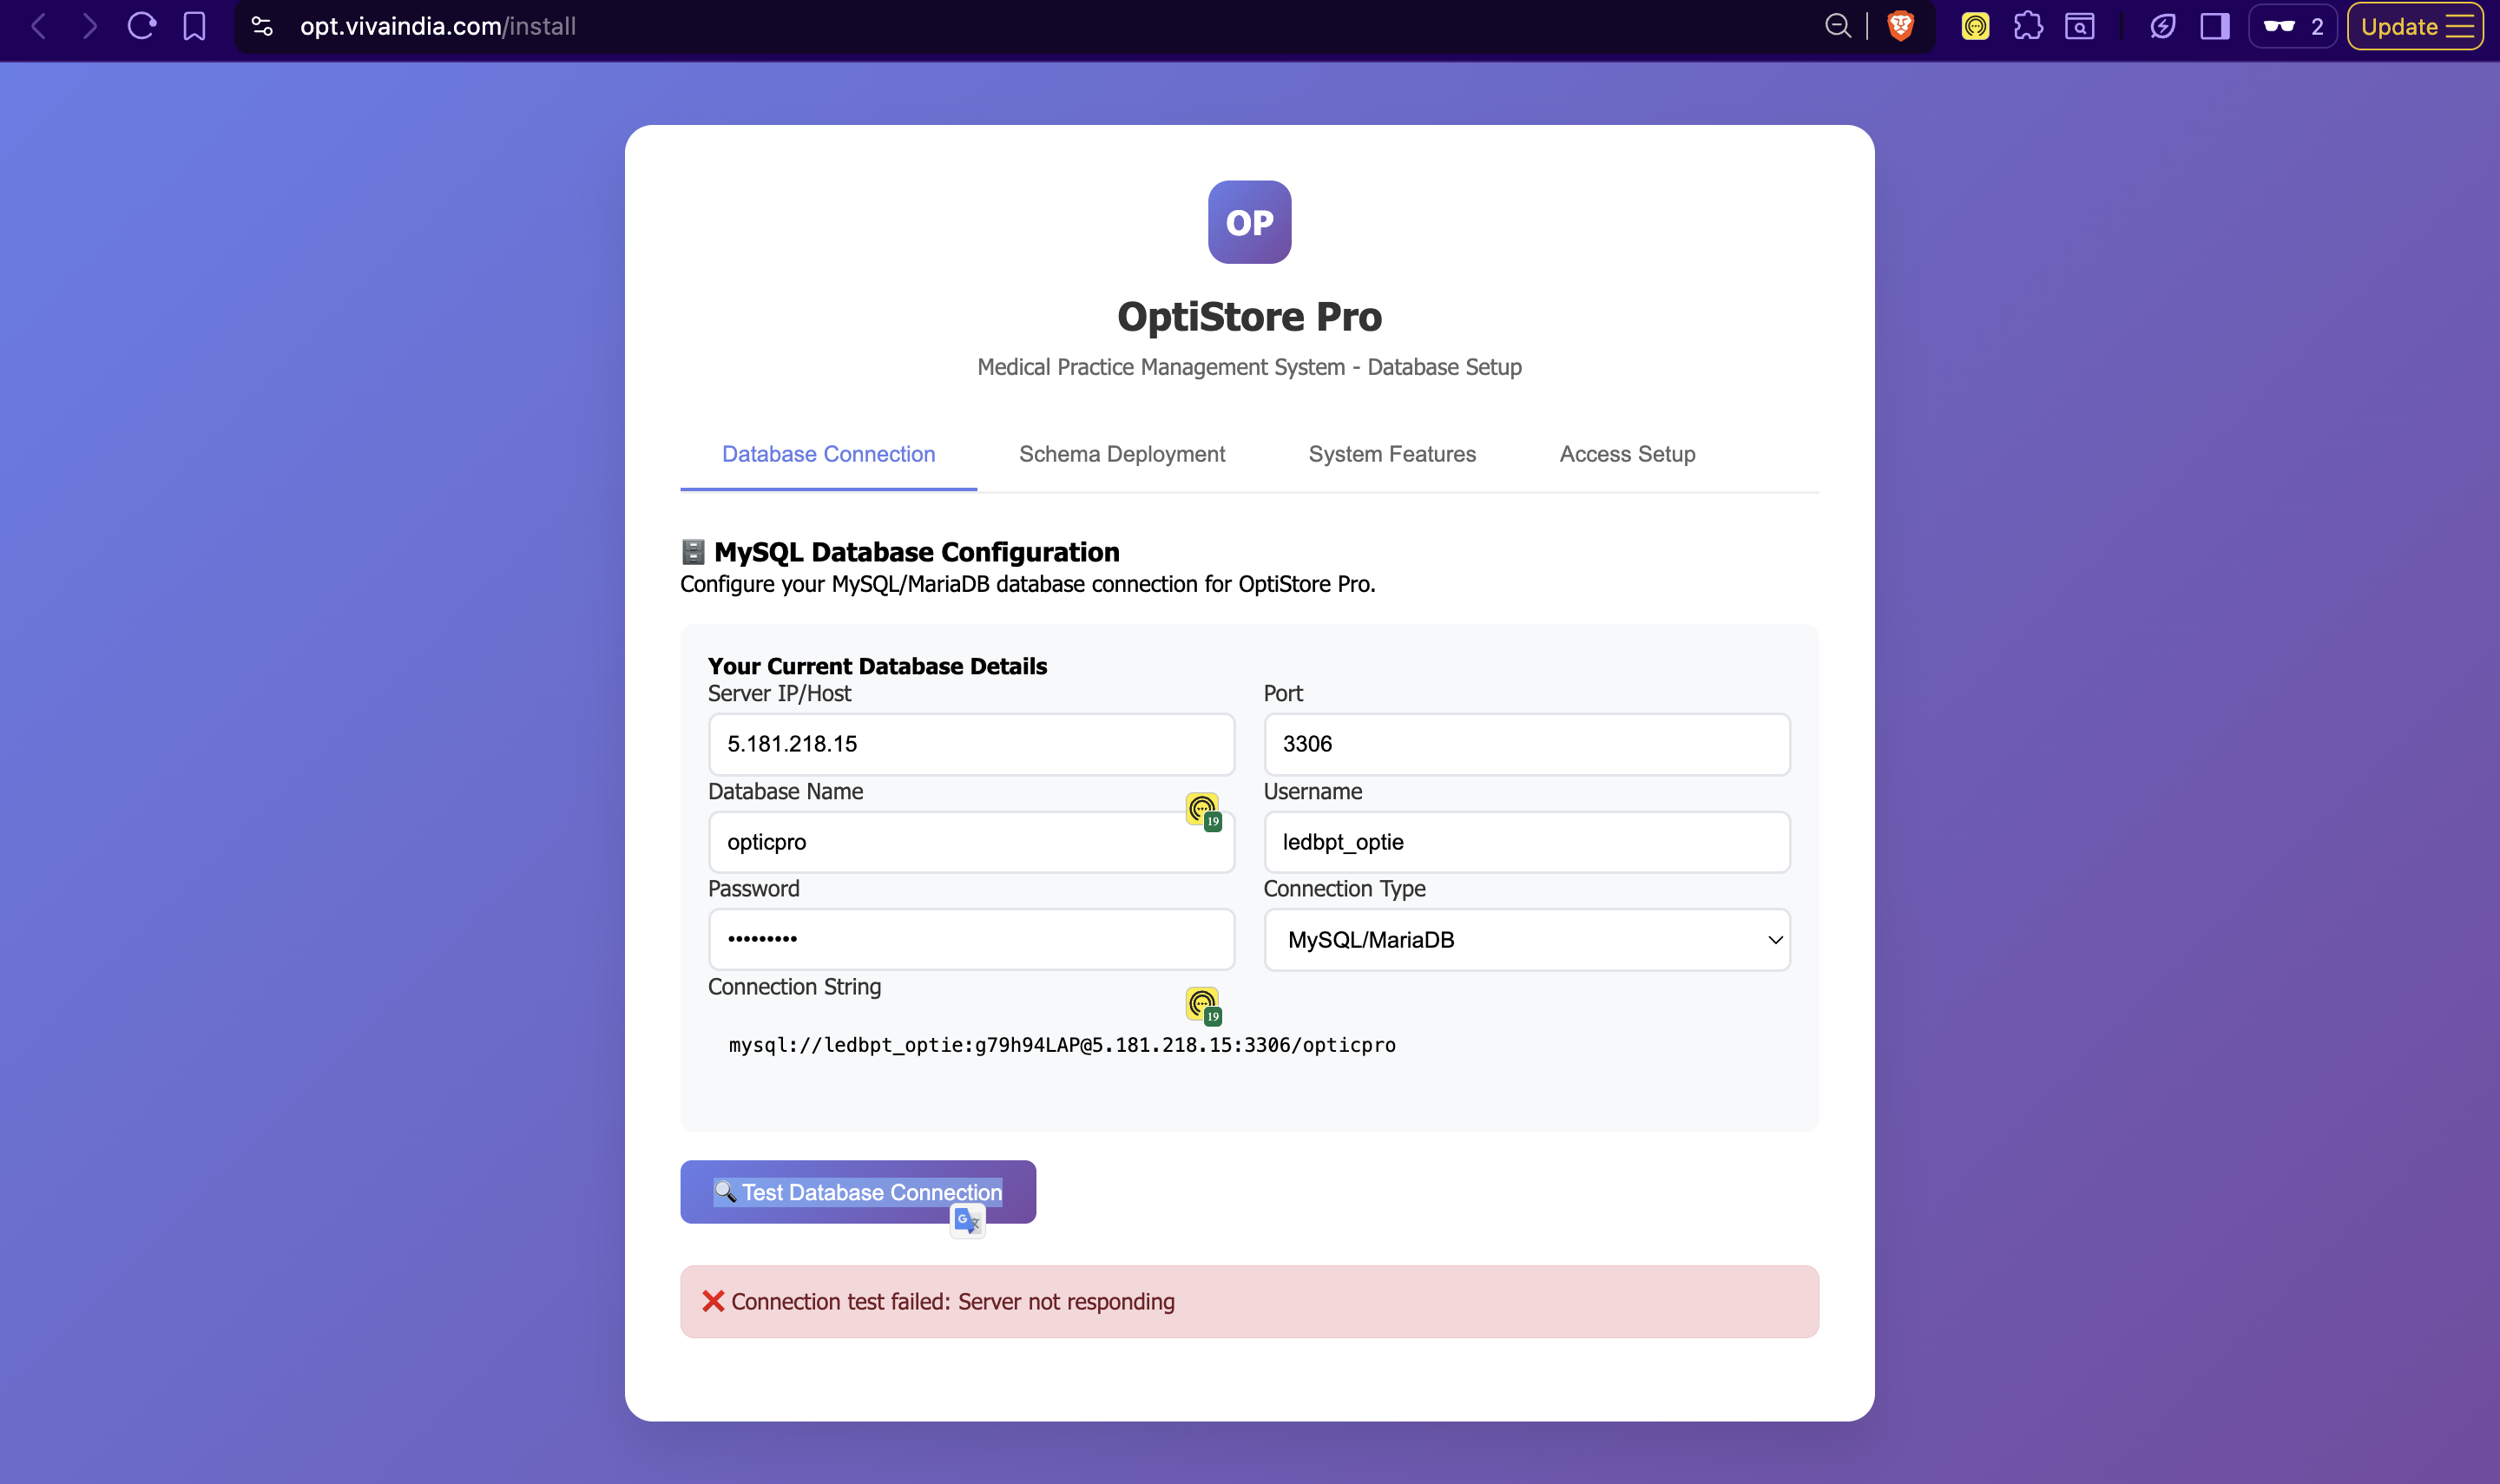 opt.vivaindia.com/install
2
Update
OP
OptiStore Pro
Medical Practice Management System - Database Setup
Database Connection
Schema Deployment
System Features
Access Setup
MySQL Database Configuration
Configure your MySQL/MariaDB database connection for OptiStore Pro.
Your Current Database Details
Server IP/Host
Port
5.181.218.15
3306
Database Name
Username
19
opticpro
ledbpt_optie
Password
Connection Type
•••••••••
MySQL/MariaDB
Connection String
19
mysql://ledbpt_optie:g79h94LAP@5.181.218.15:3306/opticpro
🔍 Test Database Connection
G
❌ Connection test failed: Server not responding